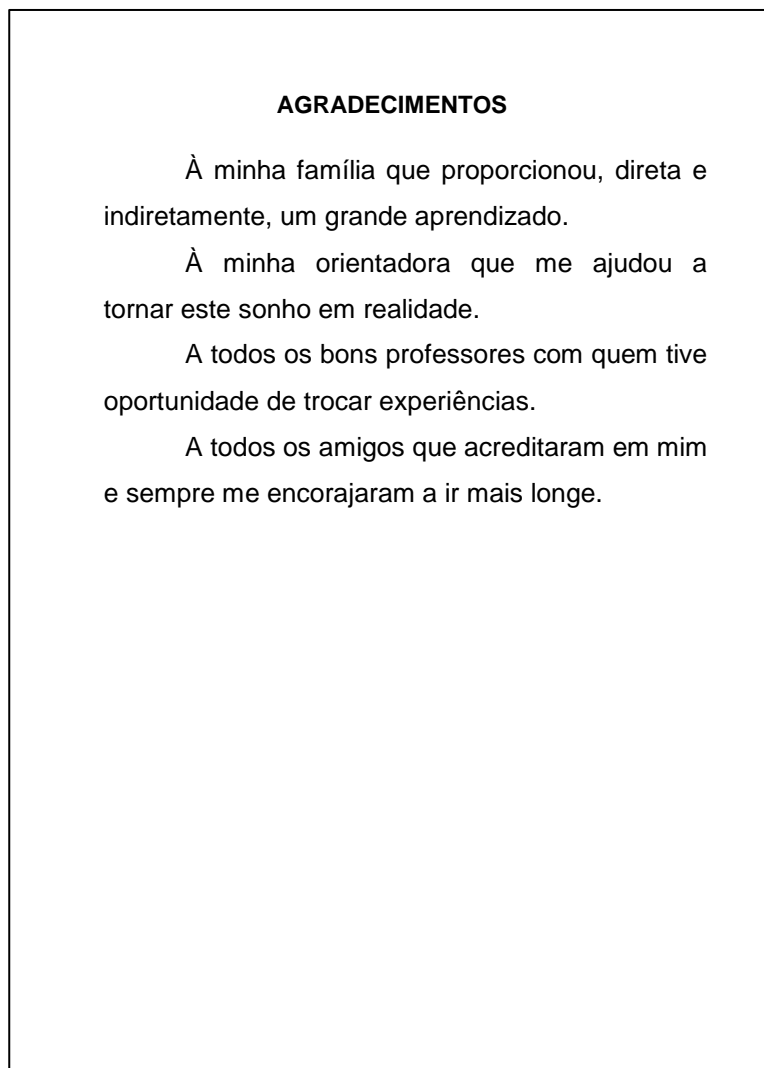 AGRADECIMENTOS
À minha família que proporcionou, direta e
indiretamente, um grande aprendizado.
À minha orientadora que me ajudou a
tornar este sonho em realidade.
A todos os bons professores com quem tive
oportunidade de trocar experiências.
A todos os amigos que acreditaram em mim
e sempre me encorajaram a ir mais longe.